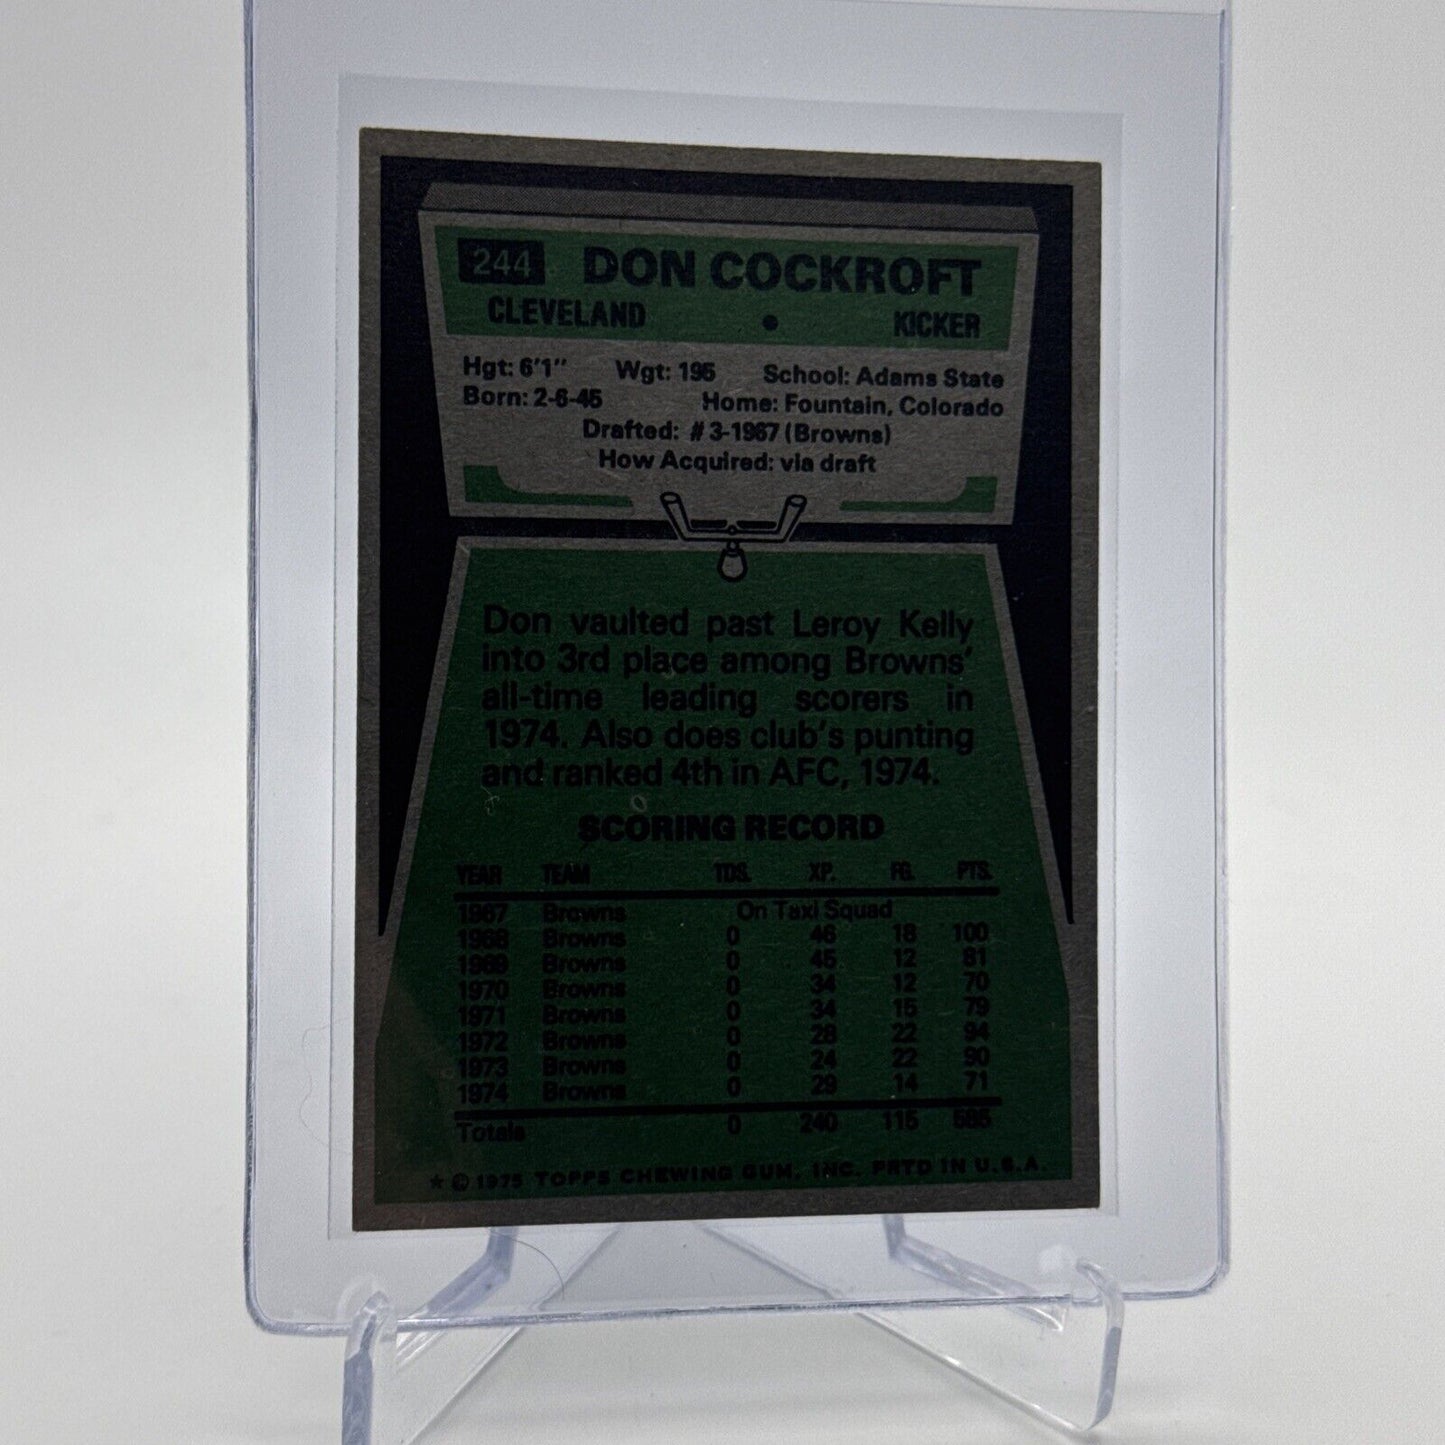 244 DON COCKROFT
CLEVELAND • KICKER
Hgt: 6'1" Wgt: 195 School: Adams State
Born: 2-6-45 Home: Fountain, Colorado
Drafted: #3-1967 (Browns)
How Acquired: via draft
Don vaulted past Leroy Kelly
into 3rd place among Browns'
all-time leading scorers in
1974. Also does club's punting
and ranked 4th in AFC, 1974.
SCORING RECORD
YEAR TEAM TDS. XP. FG. PTS.
1967 Browns On Taxi Squad
1968 Browns 0 46 18 100
1969 Browns 0 45 12 81
1970 Browns 0 34 12 70
1971 Browns 0 34 15 79
1972 Browns 0 28 22 94
1973 Browns 0 24 22 90
1974 Browns 0 29 14 71
Totals 0 240 115 585
* © 1975 TOPPS CHEWING GUM, INC. PRTD IN U.S.A.